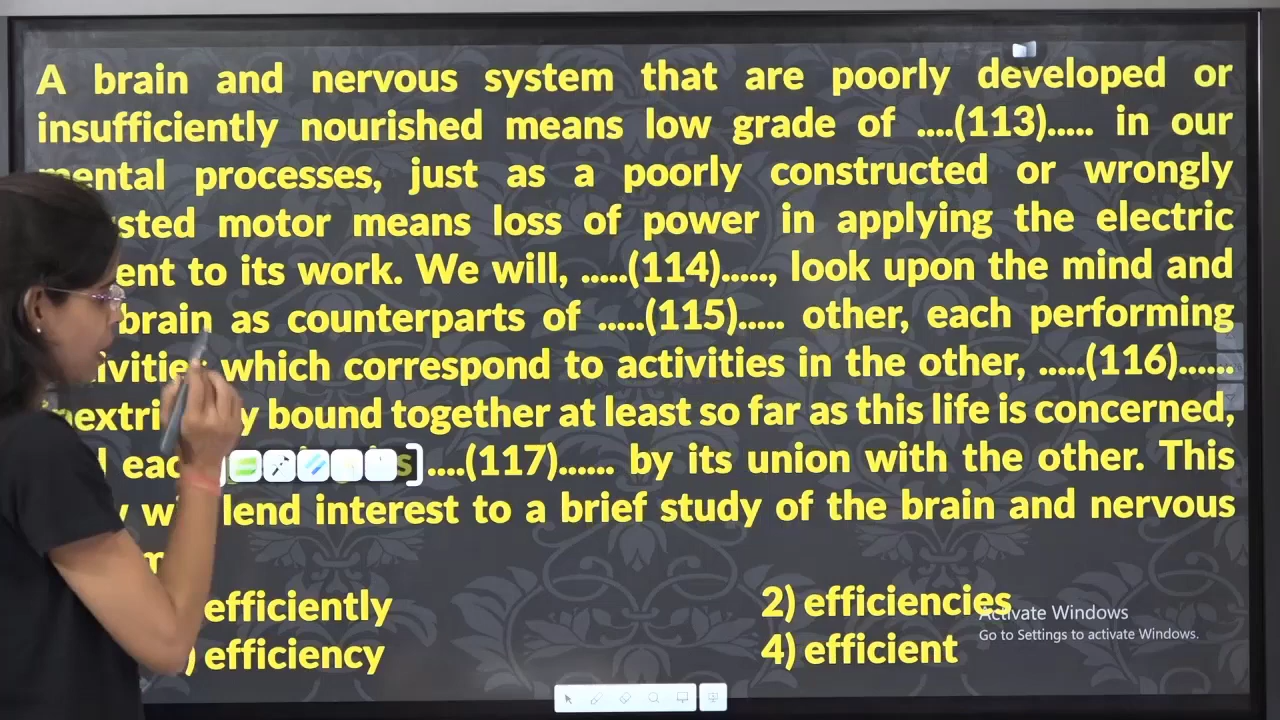 A brain and nervous system that are poorly developed or
insufficiently nourished means low grade of ....(113)..... in our
mental processes, just as a poorly constructed or wrongly
usted motor means loss of power in applying the electric
ent to its work. We will, .....(114)....., look upon the mind and
brain as counterparts of .....(115)..... other, each performing
ivities which correspond to activities in the other, .....(116)......
nextri y bound together at least so far as this life is concerned,
eac s ....(117)...... by its union with the other. This
w lend interest to a brief study of the brain and nervous
m
efficiently 2) efficiencies
Activate Windows
Go to Settings to activate Windows.
) efficiency 4) efficient